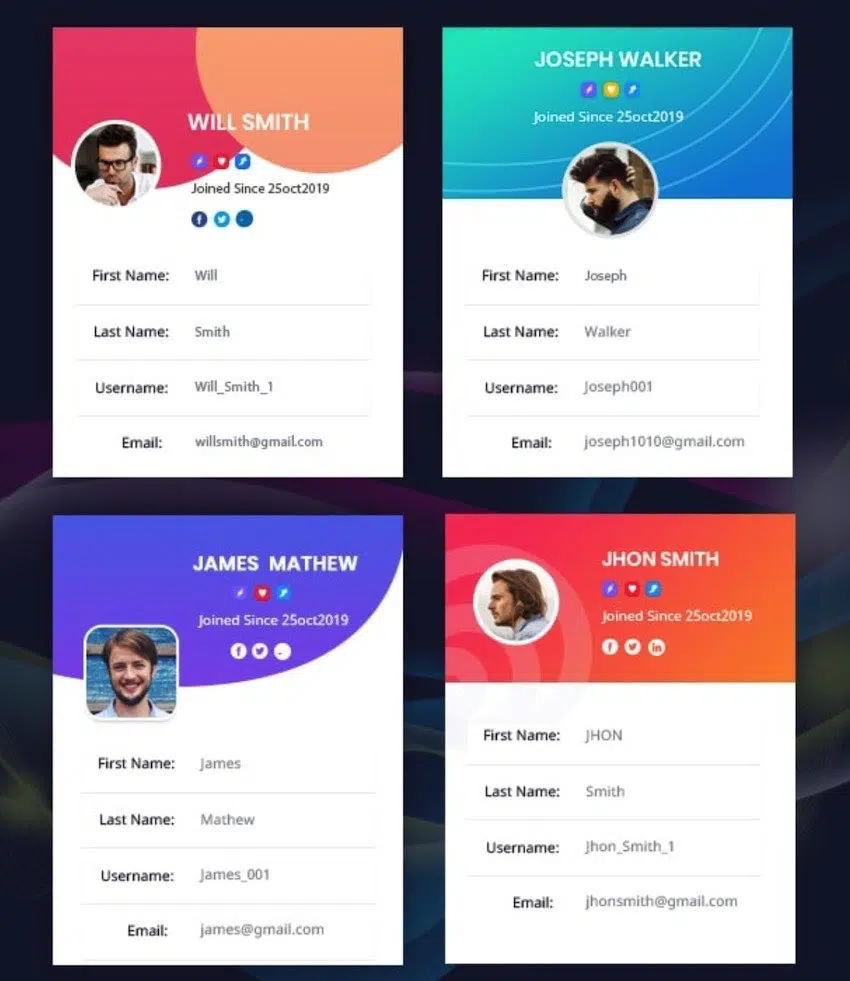 WILL SMITH
Joined Since 25oct2019
First Name: Will
Last Name: Smith
Username: Will_Smith_1
Email: willsmith@gmail.com
JOSEPH WALKER
Joined Since 25oct2019
First Name: Joseph
Last Name: Walker
Username: Joseph001
Email: joseph1010@gmail.com
JAMES MATHEW
Joined Since 25oct2019
First Name: James
Last Name: Mathew
Username: James_001
Email: james@gmail.com
JHON SMITH
Joined Since 25oct2019
First Name: JHON
Last Name: Smith
Username: Jhon_Smith_1
Email: jhonsmith@gmail.com